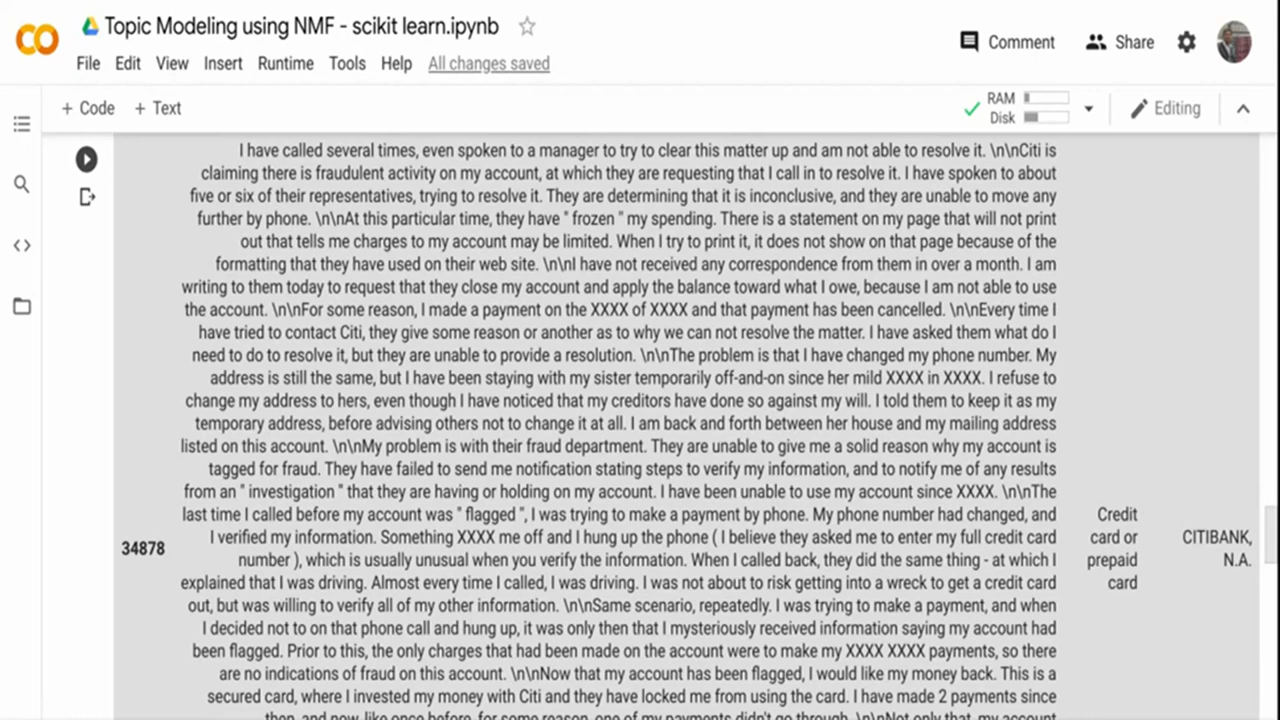 Topic Modeling using NMF - scikit learn.ipynb
File Edit View Insert Runtime Tools Help All changes saved
Comment Share
+ Code + Text
RAM
Disk
Editing
I have called several times, even spoken to a manager to try to clear this matter up and am not able to resolve it. \n\nCiti is
claiming there is fraudulent activity on my account, at which they are requesting that I call in to resolve it. I have spoken to about
five or six of their representatives, trying to resolve it. They are determining that it is inconclusive, and they are unable to move any
further by phone. \n\nAt this particular time, they have " frozen " my spending. There is a statement on my page that will not print
out that tells me charges to my account may be limited. When I try to print it, it does not show on that page because of the
formatting that they have used on their web site. \n\nI have not received any correspondence from them in over a month. I am
writing to them today to request that they close my account and apply the balance toward what I owe, because I am not able to use
the account. \n\nFor some reason, I made a payment on the XXXX of XXXX and that payment has been cancelled. \n\nEvery time I
have tried to contact Citi, they give some reason or another as to why we can not resolve the matter. I have asked them what do I
need to do to resolve it, but they are unable to provide a resolution. \n\nThe problem is that I have changed my phone number. My
address is still the same, but I have been staying with my sister temporarily off-and-on since her mild XXXX in XXXX. I refuse to
change my address to hers, even though I have noticed that my creditors have done so against my will. I told them to keep it as my
temporary address, before advising others not to change it at all. I am back and forth between her house and my mailing address
listed on this account. \n\nMy problem is with their fraud department. They are unable to give me a solid reason why my account is
tagged for fraud. They have failed to send me notification stating steps to verify my information, and to notify me of any results
from an " investigation " that they are having or holding on my account. I have been unable to use my account since XXXX. \n\nThe
last time I called before my account was " flagged ", I was trying to make a payment by phone. My phone number had changed, and
I verified my information. Something XXXX me off and I hung up the phone ( I believe they asked me to enter my full credit card
number ), which is usually unusual when you verify the information. When I called back, they did the same thing - at which I
explained that I was driving. Almost every time I called, I was driving. I was not about to risk getting into a wreck to get a credit card
out, but was willing to verify all of my other information. \n\nSame scenario, repeatedly. I was trying to make a payment, and when
I decided not to on that phone call and hung up, it was only then that I mysteriously received information saying my account had
been flagged. Prior to this, the only charges that had been made on the account were to make my XXXX XXXX payments, so there
are no indications of fraud on this account. \n\nNow that my account has been flagged, I would like my money back. This is a
secured card, where I invested my money with Citi and they have locked me from using the card. I have made 2 payments since
then, and now, like once before, for some reason, one of my payments didn't go through. \n\nNot only that, my account
34878
Credit
card or
prepaid
card
CITIBANK,
N.A.